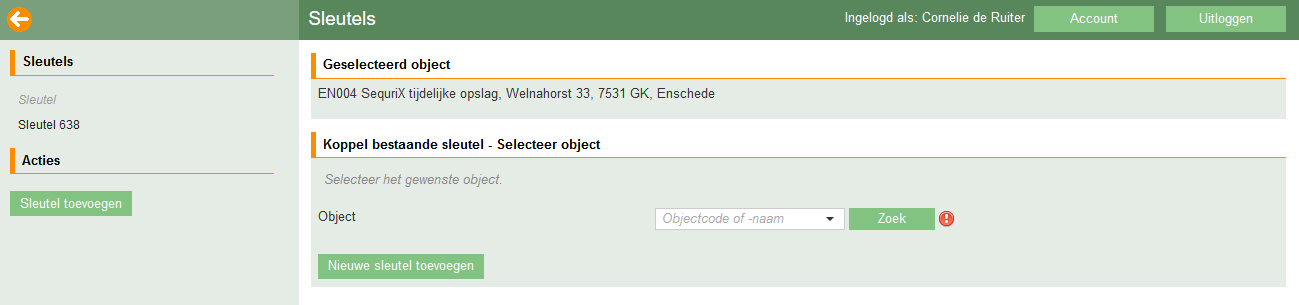 Sleutels
Ingelogd als: Cornelie de Ruiter
Account
Uitloggen
Sleutels
Sleutel
Sleutel 638
Acties
Sleutel toevoegen
Geselecteerd object
EN004 SequriX tijdelijke opslag, Welnahorst 33, 7531 GK, Enschede
Koppel bestaande sleutel - Selecteer object
Selecteer het gewenste object.
Object
Objectcode of -naam
Zoek
Nieuwe sleutel toevoegen